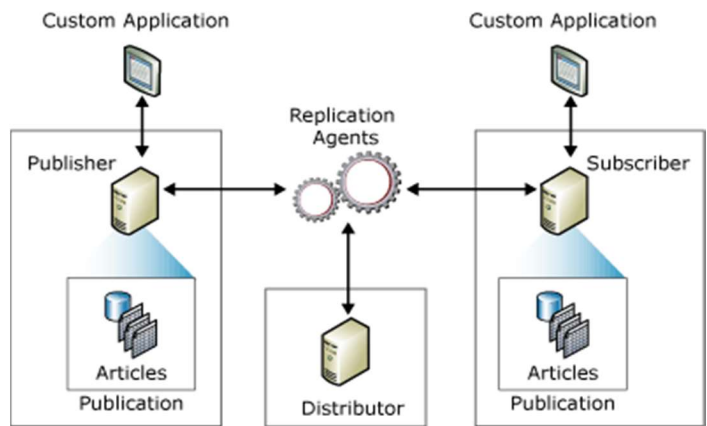 Custom Application
Custom Application
Replication
Agents
Publisher
Subscriber
Articles
Publication
Distributor
Articles
Publication